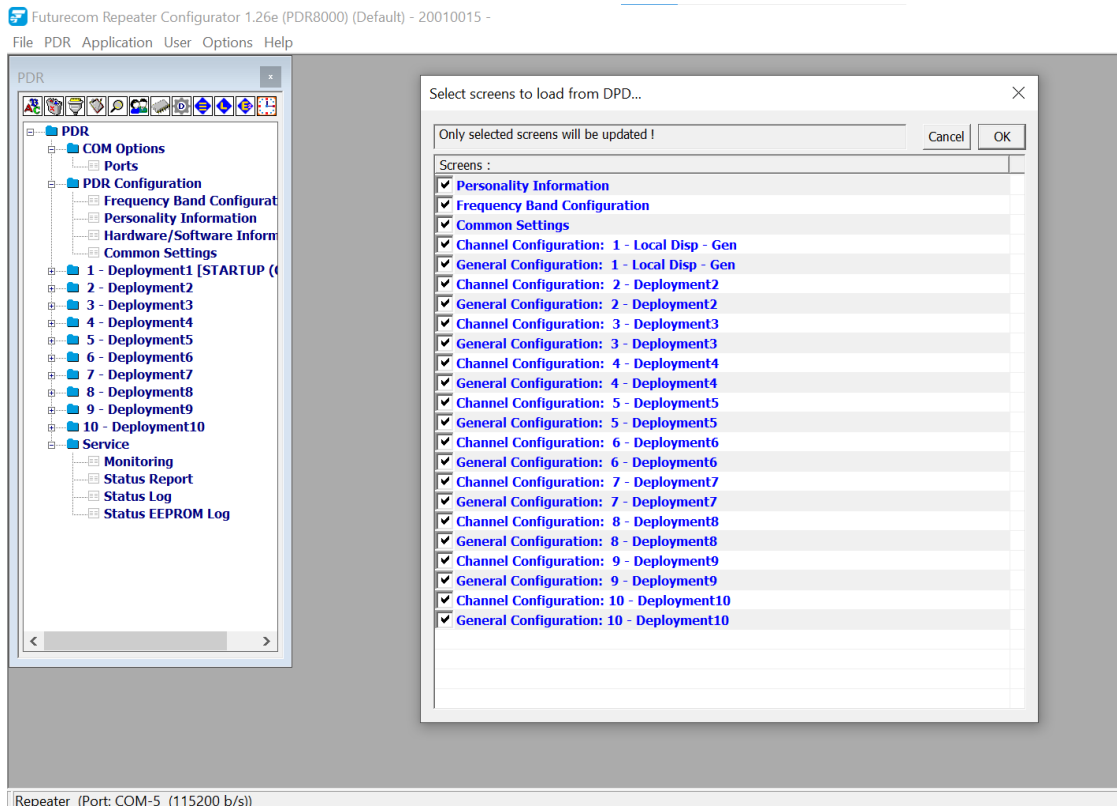 Futurecom Repeater Configurator 1.26e (PDR8000) (Default) - 20010015 -
File PDR Application User Options Help
PDR
PDR
COM Options
Ports
PDR Configuration
Frequency Band Configurat
Personality Information
Hardware/Software Inform
Common Settings
1 - Deployment1 [STARTUP (
2 - Deployment2
3 - Deployment3
4 - Deployment4
5 - Deployment5
6 - Deployment6
7 - Deployment7
8 - Deployment8
9 - Deployment9
10 - Deployment10
Service
Monitoring
Status Report
Status Log
Status EEPROM Log
Select screens to load from DPD...
Only selected screens will be updated !
Cancel OK
Screens :
Personality Information
Frequency Band Configuration
Common Settings
Channel Configuration: 1 - Local Disp - Gen
General Configuration: 1 - Local Disp - Gen
Channel Configuration: 2 - Deployment2
General Configuration: 2 - Deployment2
Channel Configuration: 3 - Deployment3
General Configuration: 3 - Deployment3
Channel Configuration: 4 - Deployment4
General Configuration: 4 - Deployment4
Channel Configuration: 5 - Deployment5
General Configuration: 5 - Deployment5
Channel Configuration: 6 - Deployment6
General Configuration: 6 - Deployment6
Channel Configuration: 7 - Deployment7
General Configuration: 7 - Deployment7
Channel Configuration: 8 - Deployment8
General Configuration: 8 - Deployment8
Channel Configuration: 9 - Deployment9
General Configuration: 9 - Deployment9
Channel Configuration: 10 - Deployment10
General Configuration: 10 - Deployment10
Repeater (Port: COM-5 (115200 b/s))